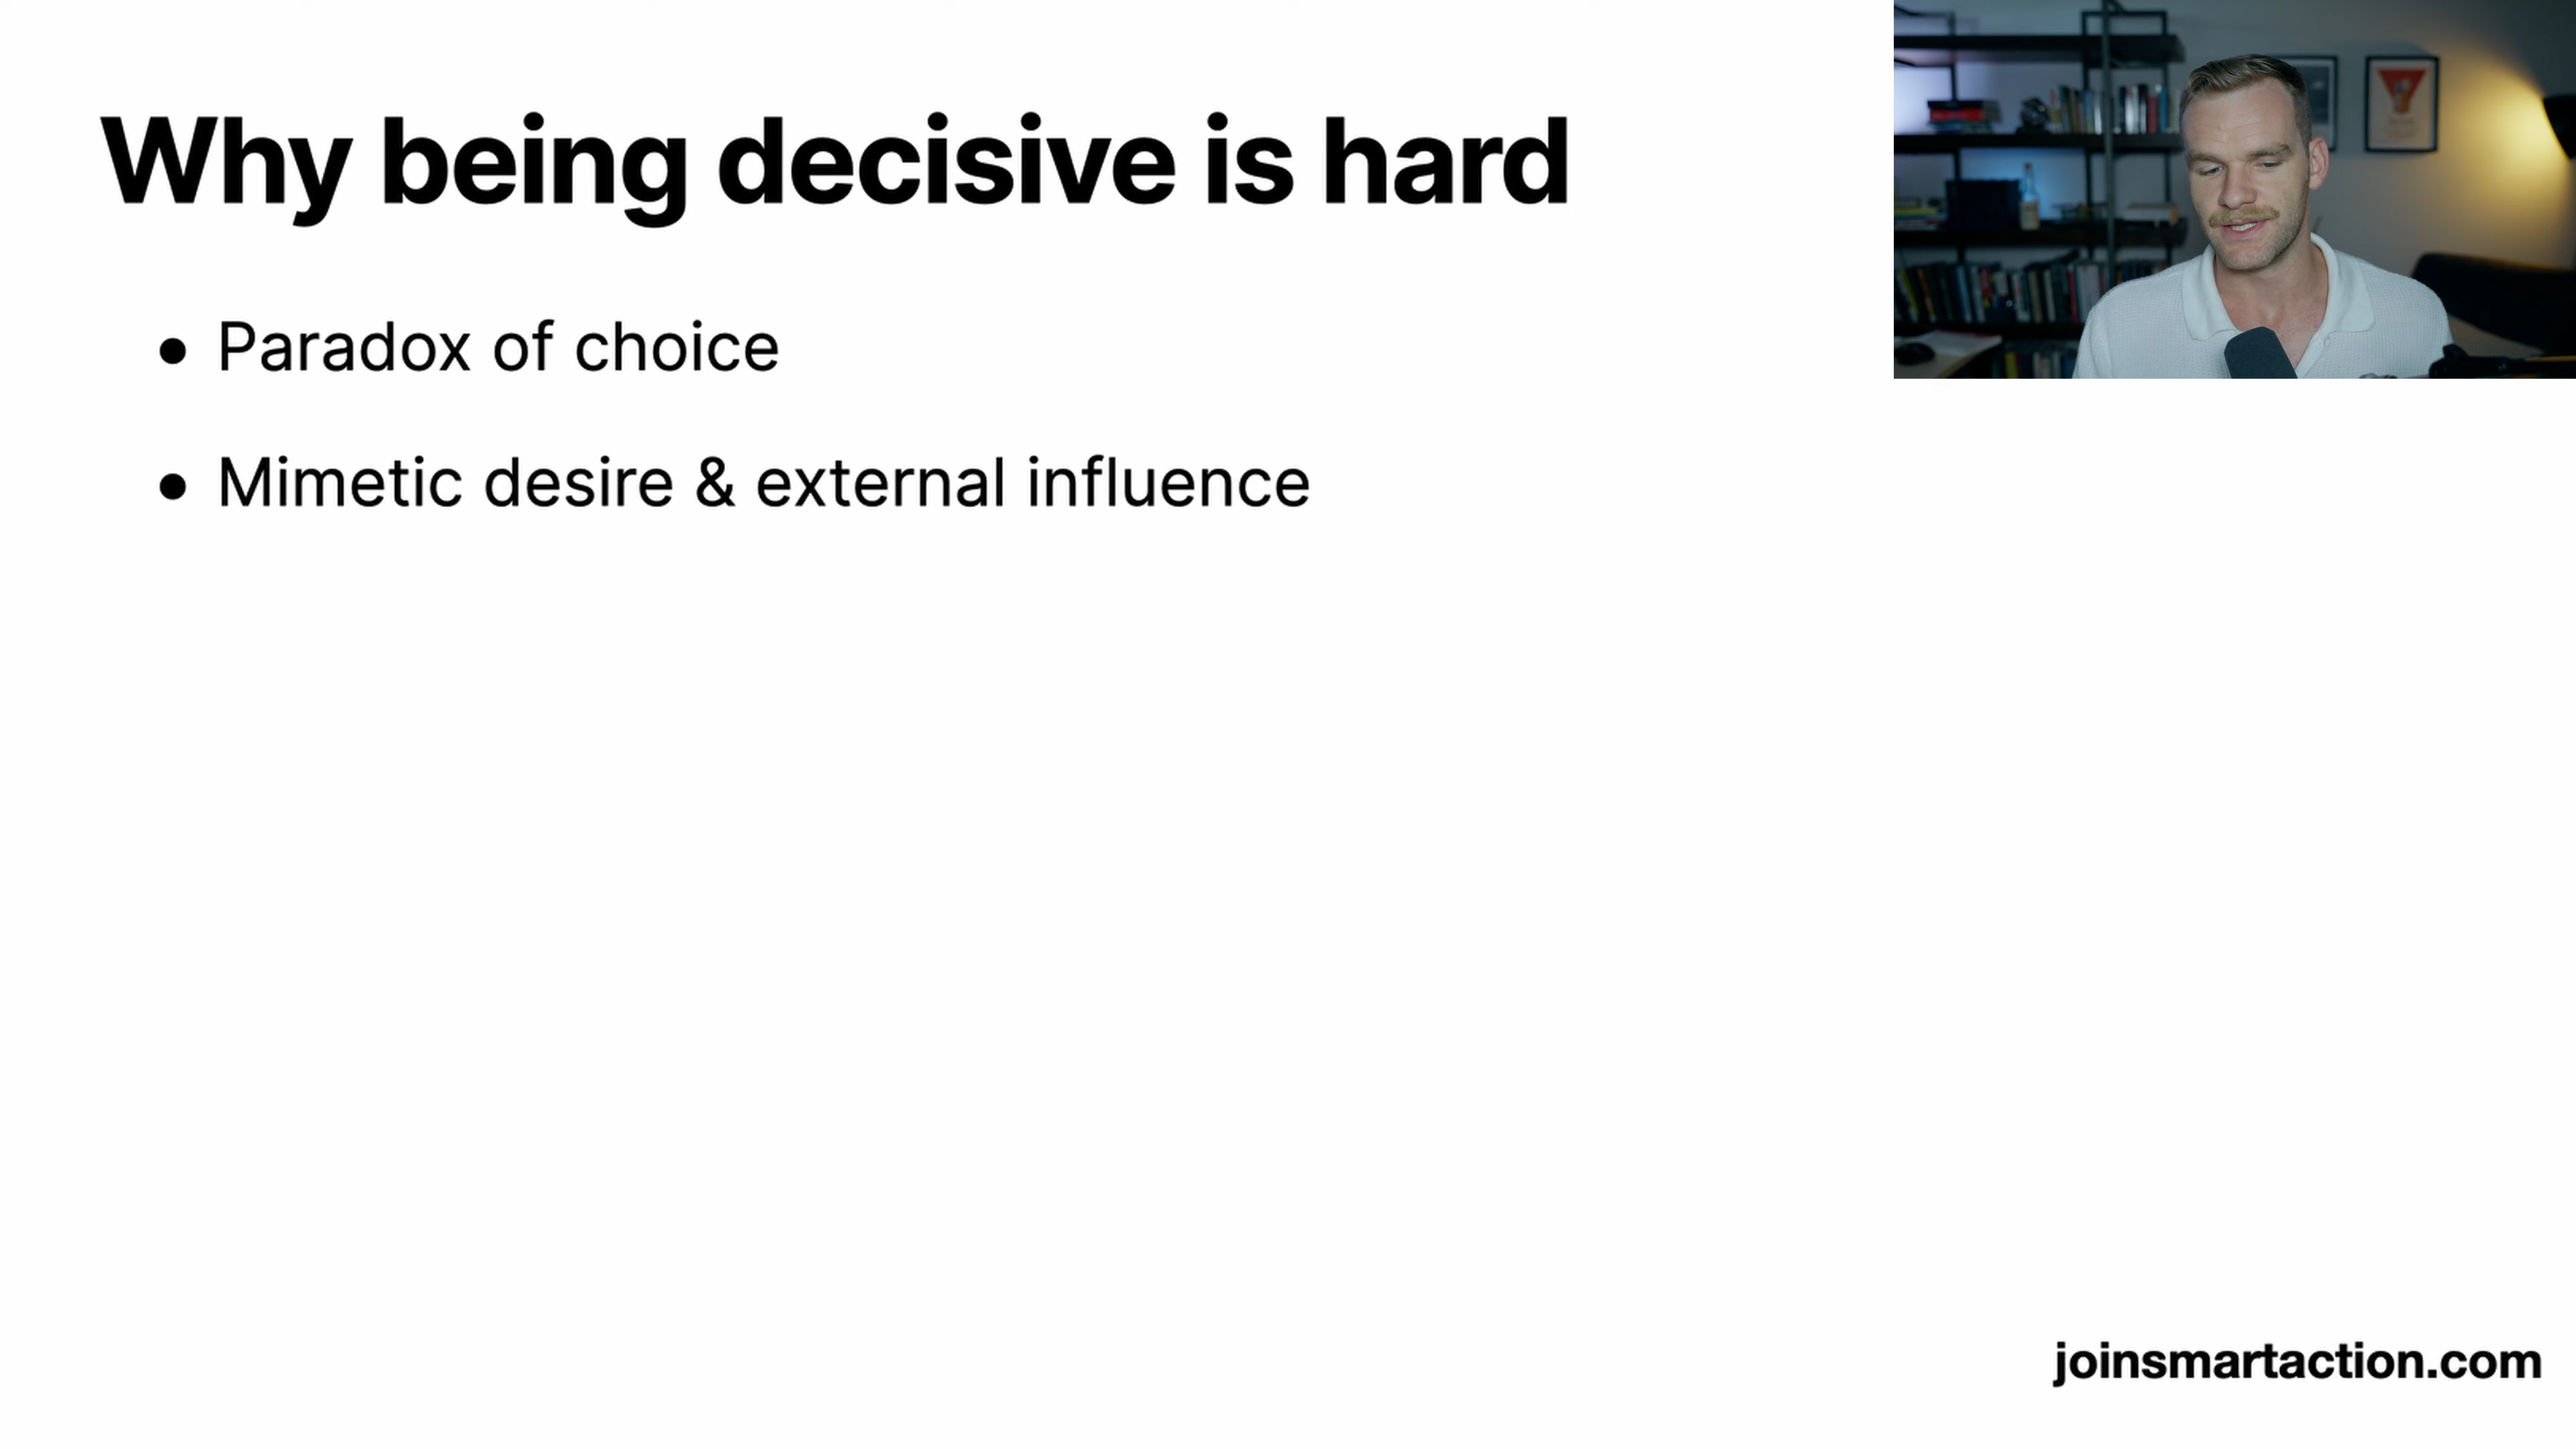 Why being decisive is hard
• Paradox of choice
• Mimetic desire & external influence
joinsmartaction.com